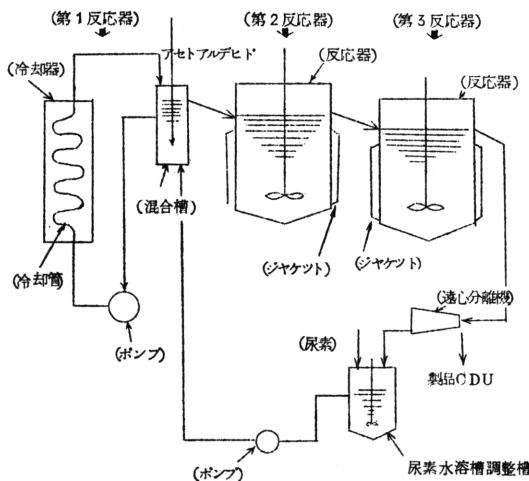 (第1反応器)
(第2反応器)
(第3反応器)
アセトアルデヒド
(冷却器)
(反応器)
(反応器)
(混合槽)
(冷却管)
(ジャケツト)
(ジャケツト)
(ポンプ)
(遠心分離機)
(尿素)
製品CDU
(ポンプ)
尿素水溶槽調整槽